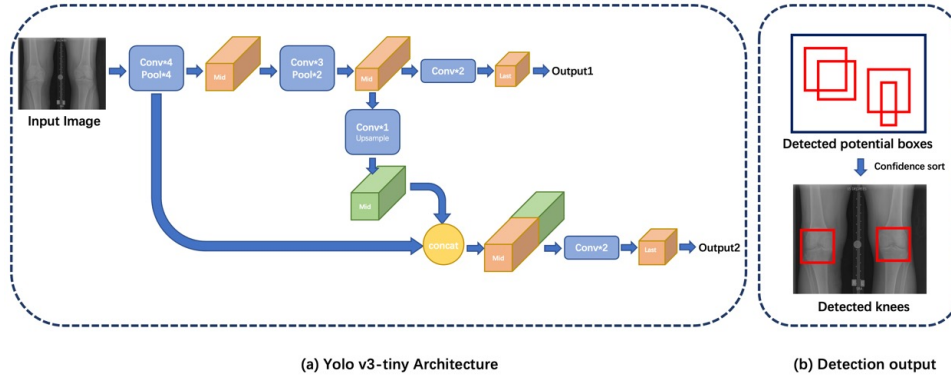 Input Image
Conv*4
Pool*4
Mid
Conv*3
Pool*2
Mid
Conv*2
Last
Output1
Conv*1
Upsample
Mid
concat
Mid
Conv*2
Last
Output2
Detected potential boxes
Confidence sort
Detected knees
(a) Yolo v3-tiny Architecture
(b) Detection output